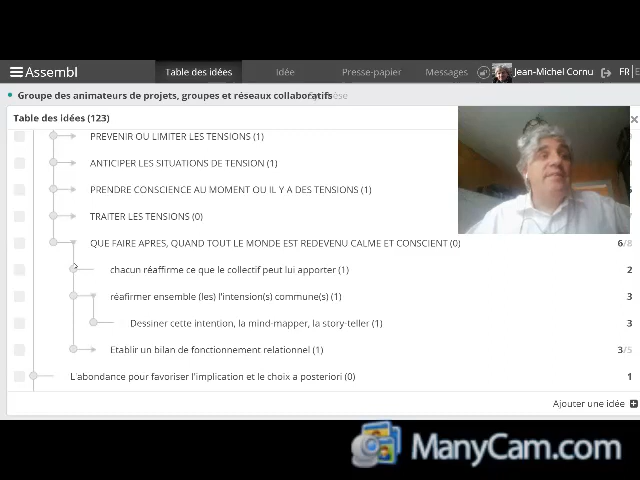 Assembl
Table des idées
Idée
Presse-papier
Messages
Jean-Michel Cornu
FR
Groupe des animateurs de projets, groupes et réseaux collaboratifs
Table des idées (123)
PREVENIR OU LIMITER LES TENSIONS (1)
ANTICIPER LES SITUATIONS DE TENSION (1)
PRENDRE CONSCIENCE AU MOMENT OU IL Y A DES TENSIONS (1)
TRAITER LES TENSIONS (0)
QUE FAIRE APRES, QUAND TOUT LE MONDE EST REDEVENU CALME ET CONSCIENT (0) 6/8
chacun réaffirme ce que le collectif peut lui apporter (1) 2
réafirmer ensemble (les) l'intension(s) commune(s) (1) 3
Dessiner cette intention, la mind-mapper, la story-teller (1) 3
Etablir un bilan de fonctionnement relationnel (1) 3/5
L'abondance pour favoriser l'implication et le choix a posteriori (0) 1
Ajouter une idée
ManyCam.com